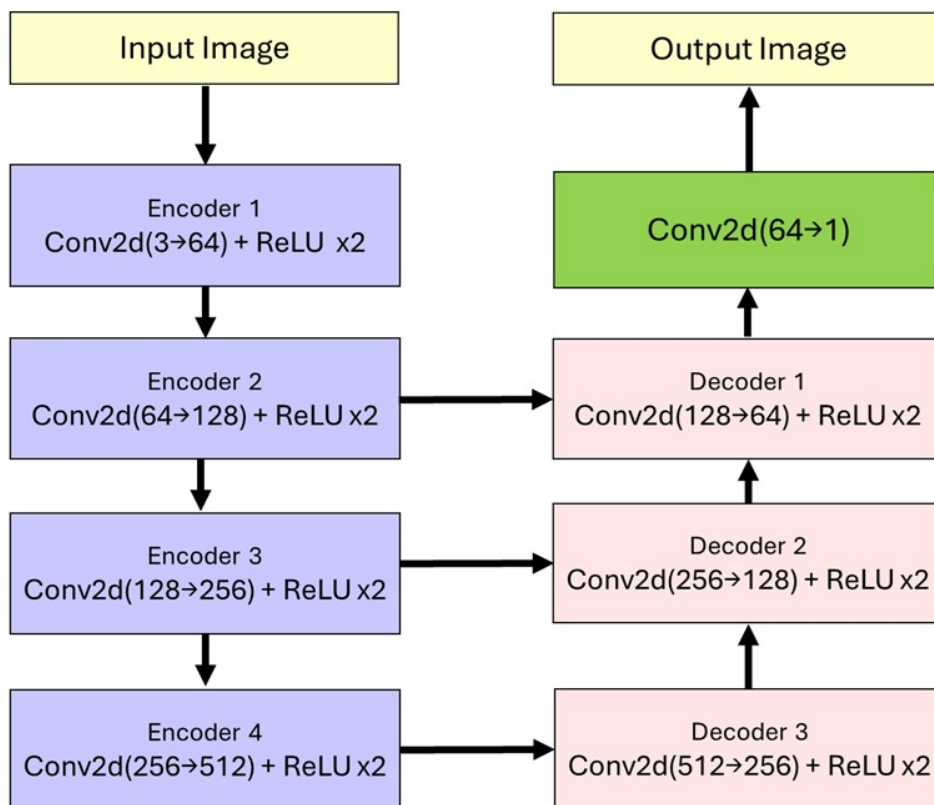 Input Image
Encoder 1
Conv2d(3→64) + ReLU x2
Encoder 2
Conv2d(64→128) + ReLU x2
Encoder 3
Conv2d(128→256) + ReLU x2
Encoder 4
Conv2d(256→512) + ReLU x2
Output Image
Conv2d(64→1)
Decoder 1
Conv2d(128→64) + ReLU x2
Decoder 2
Conv2d(256→128) + ReLU x2
Decoder 3
Conv2d(512→256) + ReLU x2